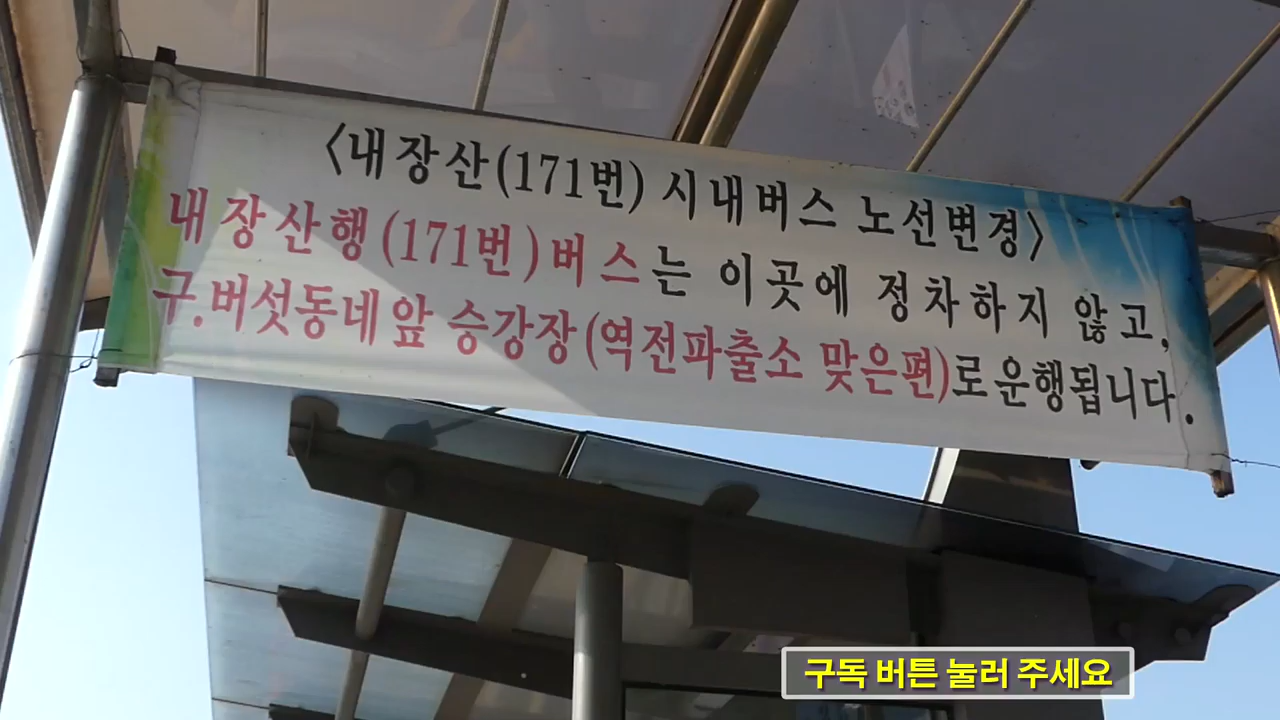 <내장산(171번) 시내버스 노선변경>
내장산행(171번)버스는 이곳에 정차하지 않고,
구.버섯동네앞 승강장(역전파출소 맞은편)로운행됩니다.
구독 버튼 눌러 주세요